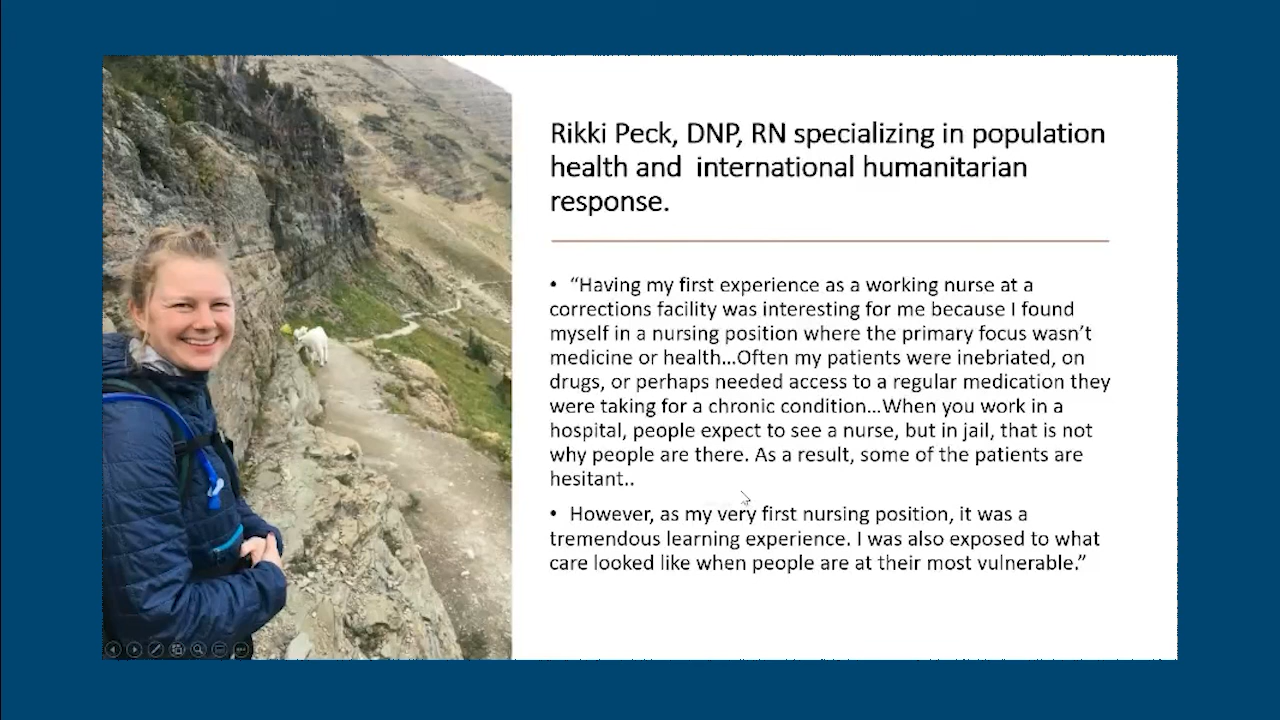 Rikki Peck, DNP, RN specializing in population
health and international humanitarian
response.
• “Having my first experience as a working nurse at a
corrections facility was interesting for me because I found
myself in a nursing position where the primary focus wasn’t
medicine or health...Often my patients were inebriated, on
drugs, or perhaps needed access to a regular medication they
were taking for a chronic condition...When you work in a
hospital, people expect to see a nurse, but in jail, that is not
why people are there. As a result, some of the patients are
hesitant..
• However, as my very first nursing position, it was a
tremendous learning experience. I was also exposed to what
care looked like when people are at their most vulnerable.”